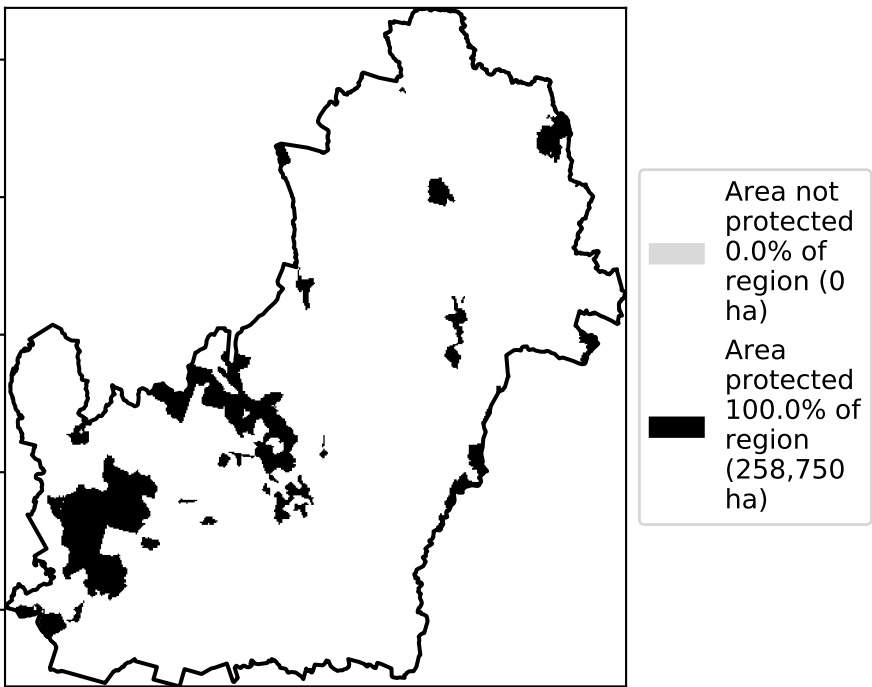 Area not
protected
0.0% of
region (0
ha)
Area
protected
100.0% of
region
(258,750
ha)